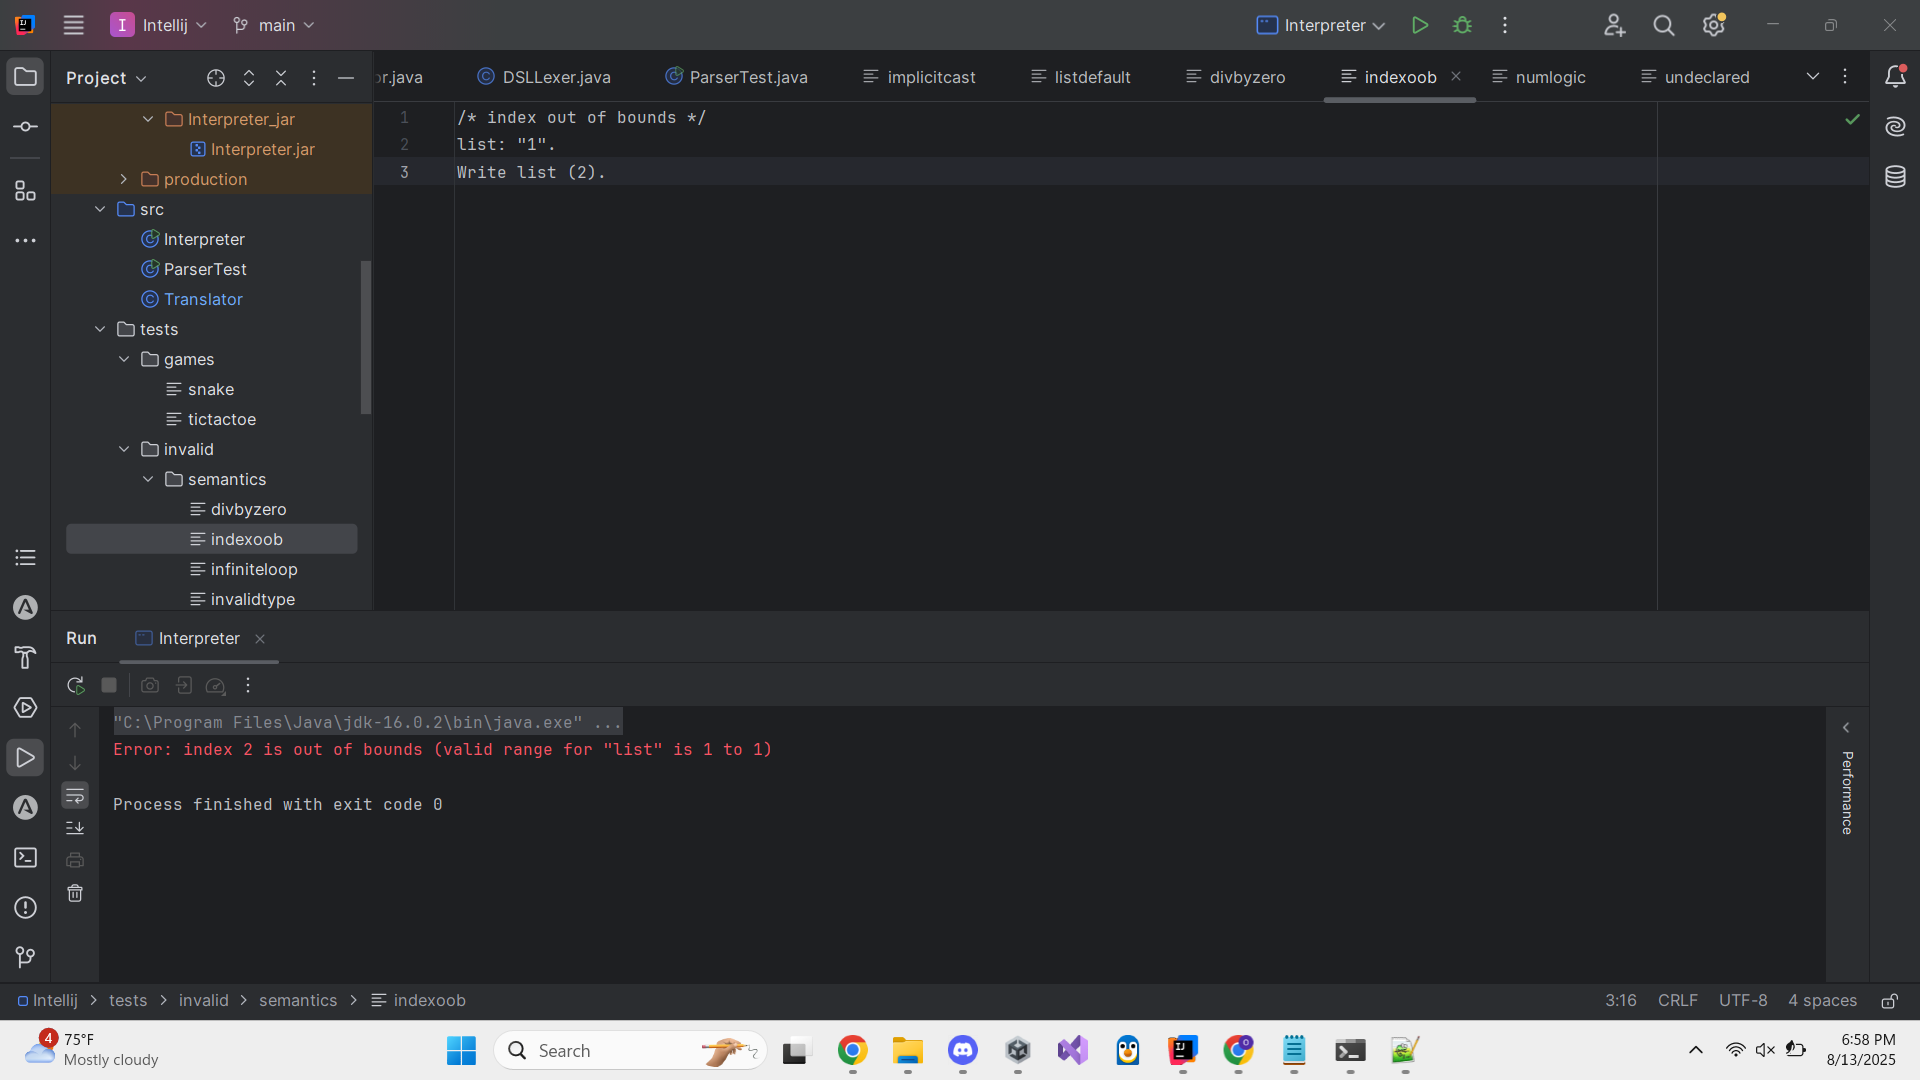 I Intellij main Interpreter
Project
or.java DSLLexer.java ParserTest.java implicitcast listdefault divbyzero indexoob numlogic undeclared
Interpreter_jar
Interpreter.jar
production
src
Interpreter
ParserTest
Translator
tests
games
snake
tictactoe
invalid
semantics
divbyzero
indexoob
infiniteloop
invalidtype
1 /* index out of bounds */
2 list: "1".
3 Write list (2).
Run Interpreter
"C:\Program Files\Java\jdk-16.0.2\bin\java.exe" ...
Error: index 2 is out of bounds (valid range for "list" is 1 to 1)
Process finished with exit code 0
Performance
Intellij > tests > invalid > semantics > indexoob 3:16 CRLF UTF-8 4 spaces
4 75°F
Mostly cloudy
Search
6:58 PM
8/13/2025